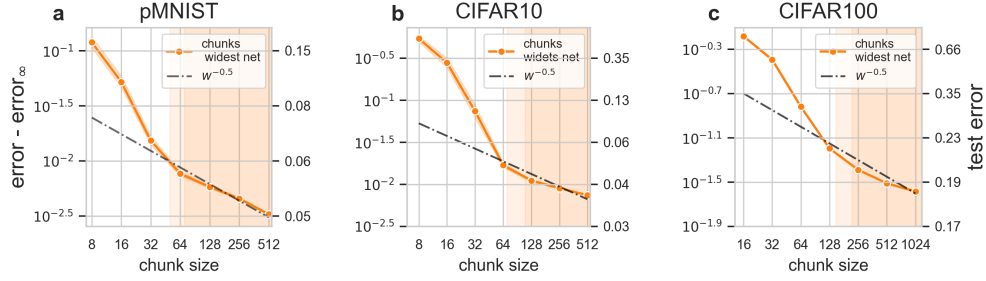 a pMNIST
error - error∞
10^−1
10^−1.5
10^−2
10^−2.5
chunks
widest net
w^−0.5
0.15
0.08
0.06
0.05
8 16 32 64 128 256 512
chunk size
b CIFAR10
10^−0.5
10^−1
10^−1.5
10^−2
10^−2.5
chunks
widets net
w^−0.5
0.35
0.13
0.06
0.04
0.03
8 16 32 64 128 256 512
chunk size
c CIFAR100
10^−0.3
10^−0.7
10^−1.1
10^−1.5
10^−1.9
chunks
widest net
w^−0.5
0.66
0.35
0.23
0.19
0.17
test error
16 32 64 128 256 512 1024
chunk size